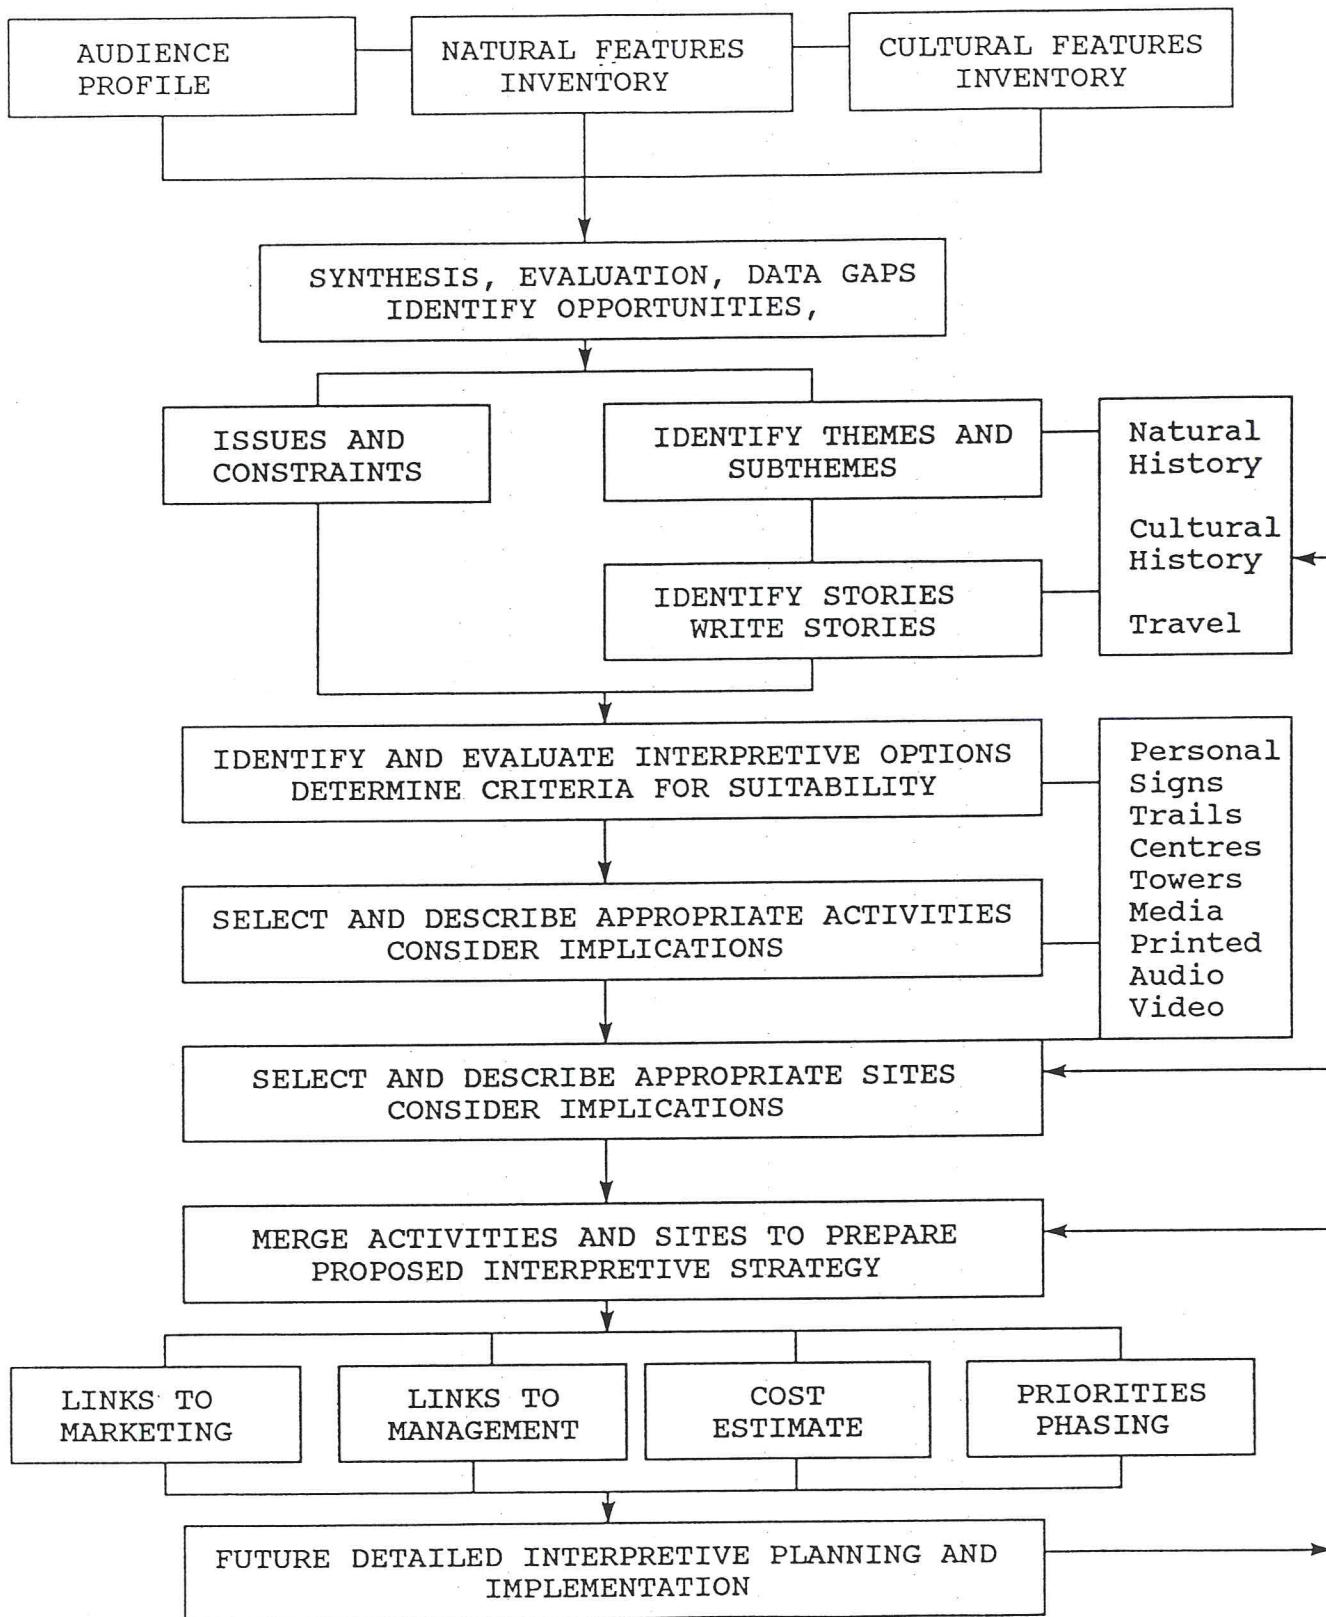 AUDIENCE
PROFILE
NATURAL FEATURES
INVENTORY
CULTURAL FEATURES
INVENTORY
SYNTHESIS, EVALUATION, DATA GAPS
IDENTIFY OPPORTUNITIES,
ISSUES AND
CONSTRAINTS
IDENTIFY THEMES AND
SUBTHEMES
Natural
History
Cultural
History
Travel
IDENTIFY STORIES
WRITE STORIES
IDENTIFY AND EVALUATE INTERPRETIVE OPTIONS
DETERMINE CRITERIA FOR SUITABILITY
Personal
Signs
Trails
Centres
Towers
Media
Printed
Audio
Video
SELECT AND DESCRIBE APPROPRIATE ACTIVITIES
CONSIDER IMPLICATIONS
SELECT AND DESCRIBE APPROPRIATE SITES
CONSIDER IMPLICATIONS
MERGE ACTIVITIES AND SITES TO PREPARE
PROPOSED INTERPRETIVE STRATEGY
LINKS TO
MARKETING
LINKS TO
MANAGEMENT
COST
ESTIMATE
PRIORITIES
PHASING
FUTURE DETAILED INTERPRETIVE PLANNING AND
IMPLEMENTATION